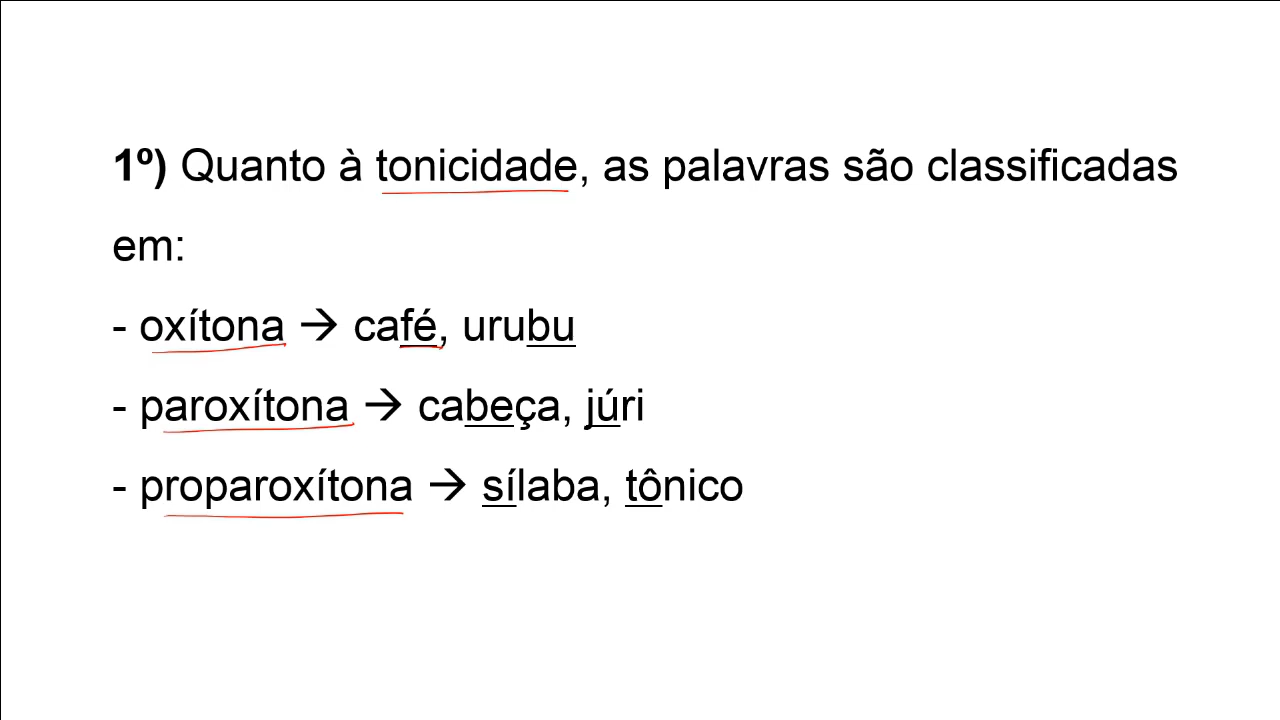 1º) Quanto à tonicidade, as palavras são classificadas
em:
- oxítona → café, urubu
- paroxítona → cabeça, júri
- proparoxítona → sílaba, tônico